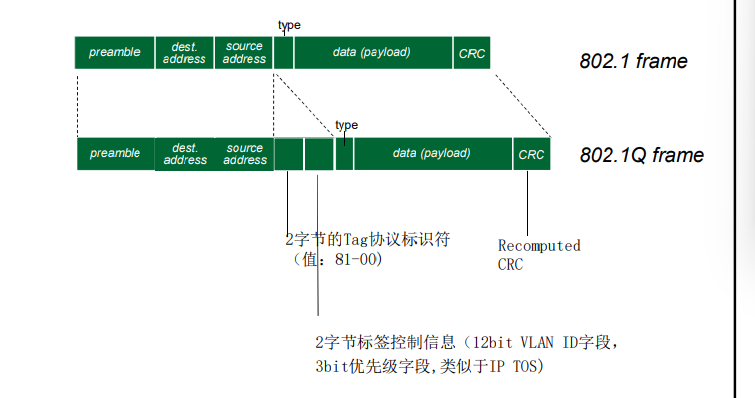 type
preamble
dest.
address
source
address
data (payload)
CRC
802.1 frame
type
preamble
dest.
address
source
address
data (payload)
CRC
802.1Q frame
2字节的Tag协议标识符
(值: 81-00)
Recomputed
CRC
2字节标签控制信息（12bit VLAN ID字段，
3bit优先级字段,类似于IP TOS)